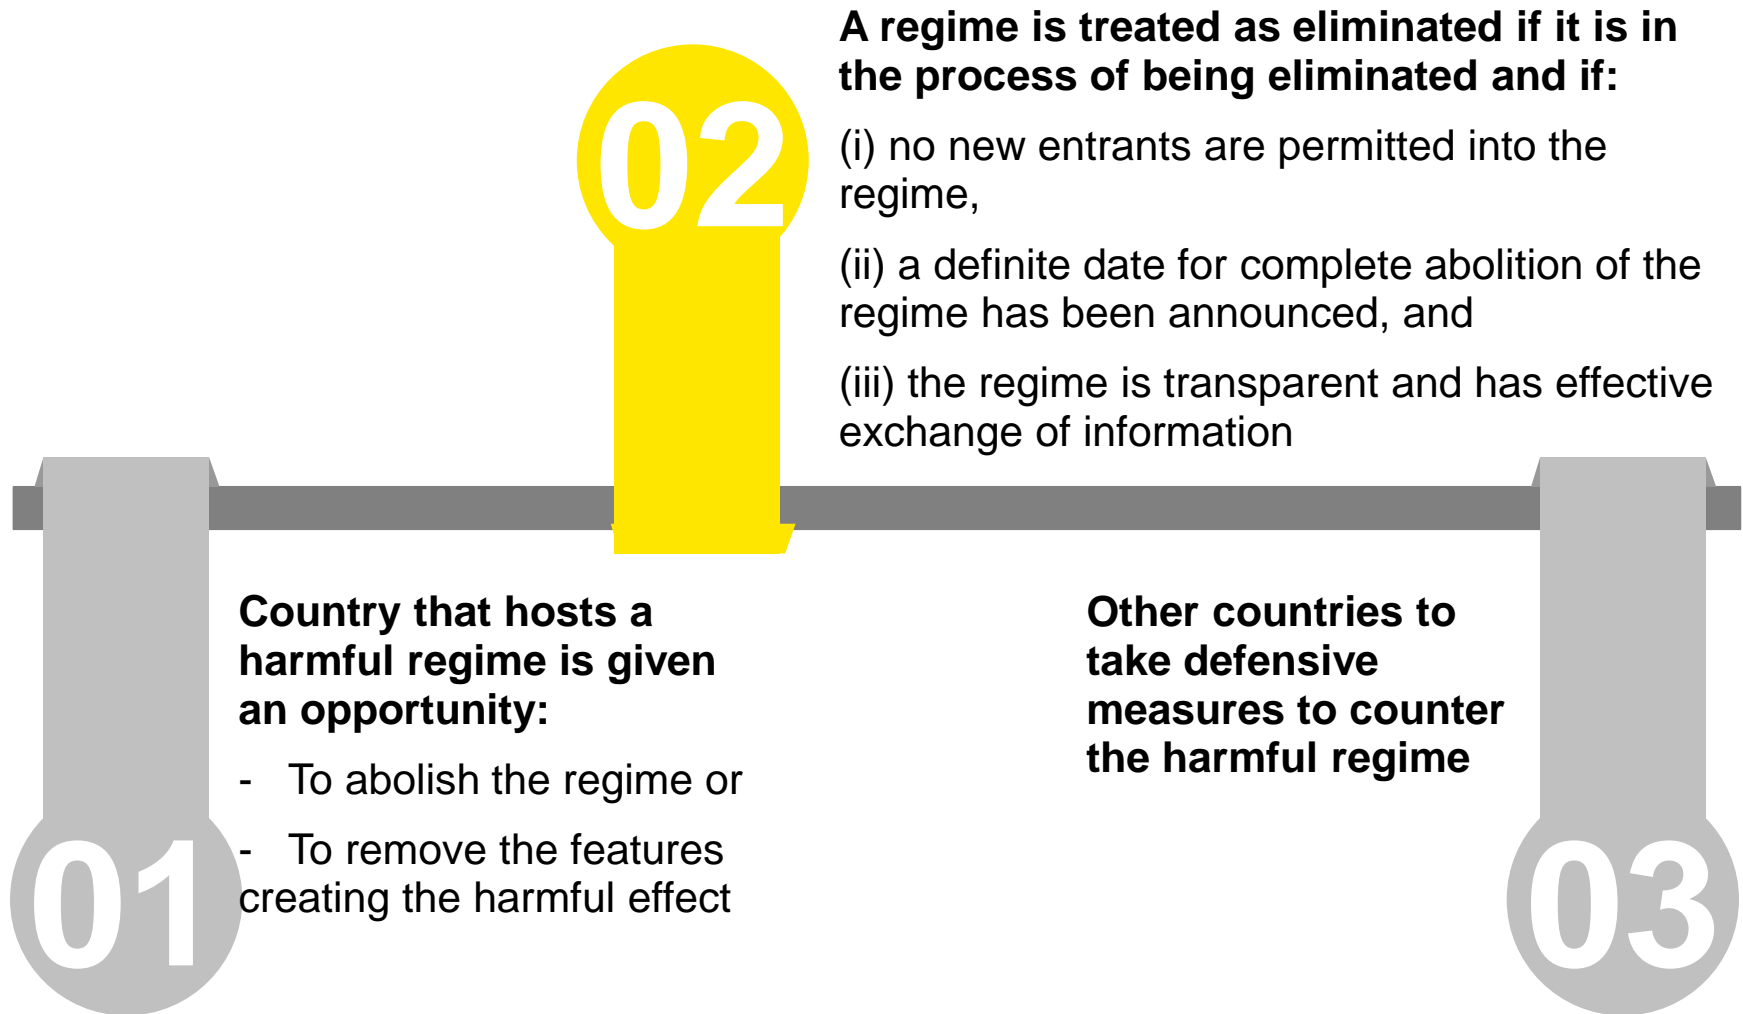 01
Country that hosts a
harmful regime is given
an opportunity:
- To abolish the regime or
- To remove the features
creating the harmful effect
02
A regime is treated as eliminated if it is in
the process of being eliminated and if:
(i) no new entrants are permitted into the
regime,
(ii) a definite date for complete abolition of the
regime has been announced, and
(iii) the regime is transparent and has effective
exchange of information
03
Other countries to
take defensive
measures to counter
the harmful regime